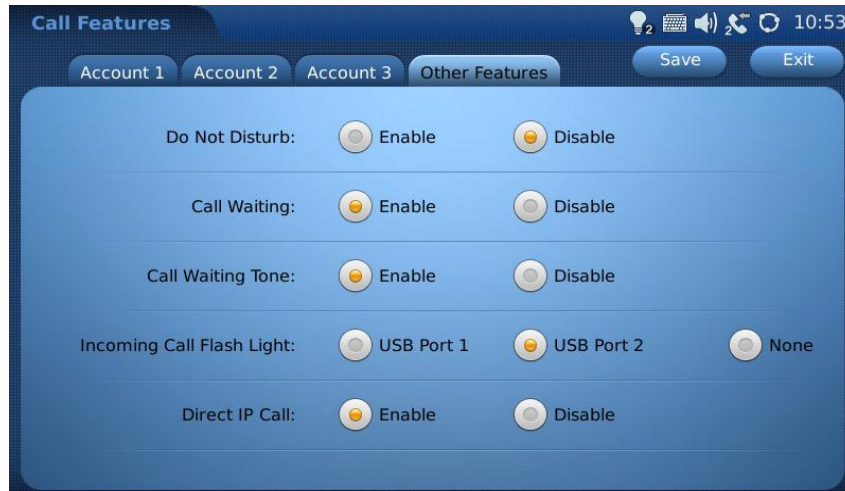 Call Features 2 2 10:53
Account 1 Account 2 Account 3 Other Features Save Exit
Do Not Disturb: Enable Disable
Call Waiting: Enable Disable
Call Waiting Tone: Enable Disable
Incoming Call Flash Light: USB Port 1 USB Port 2 None
Direct IP Call: Enable Disable